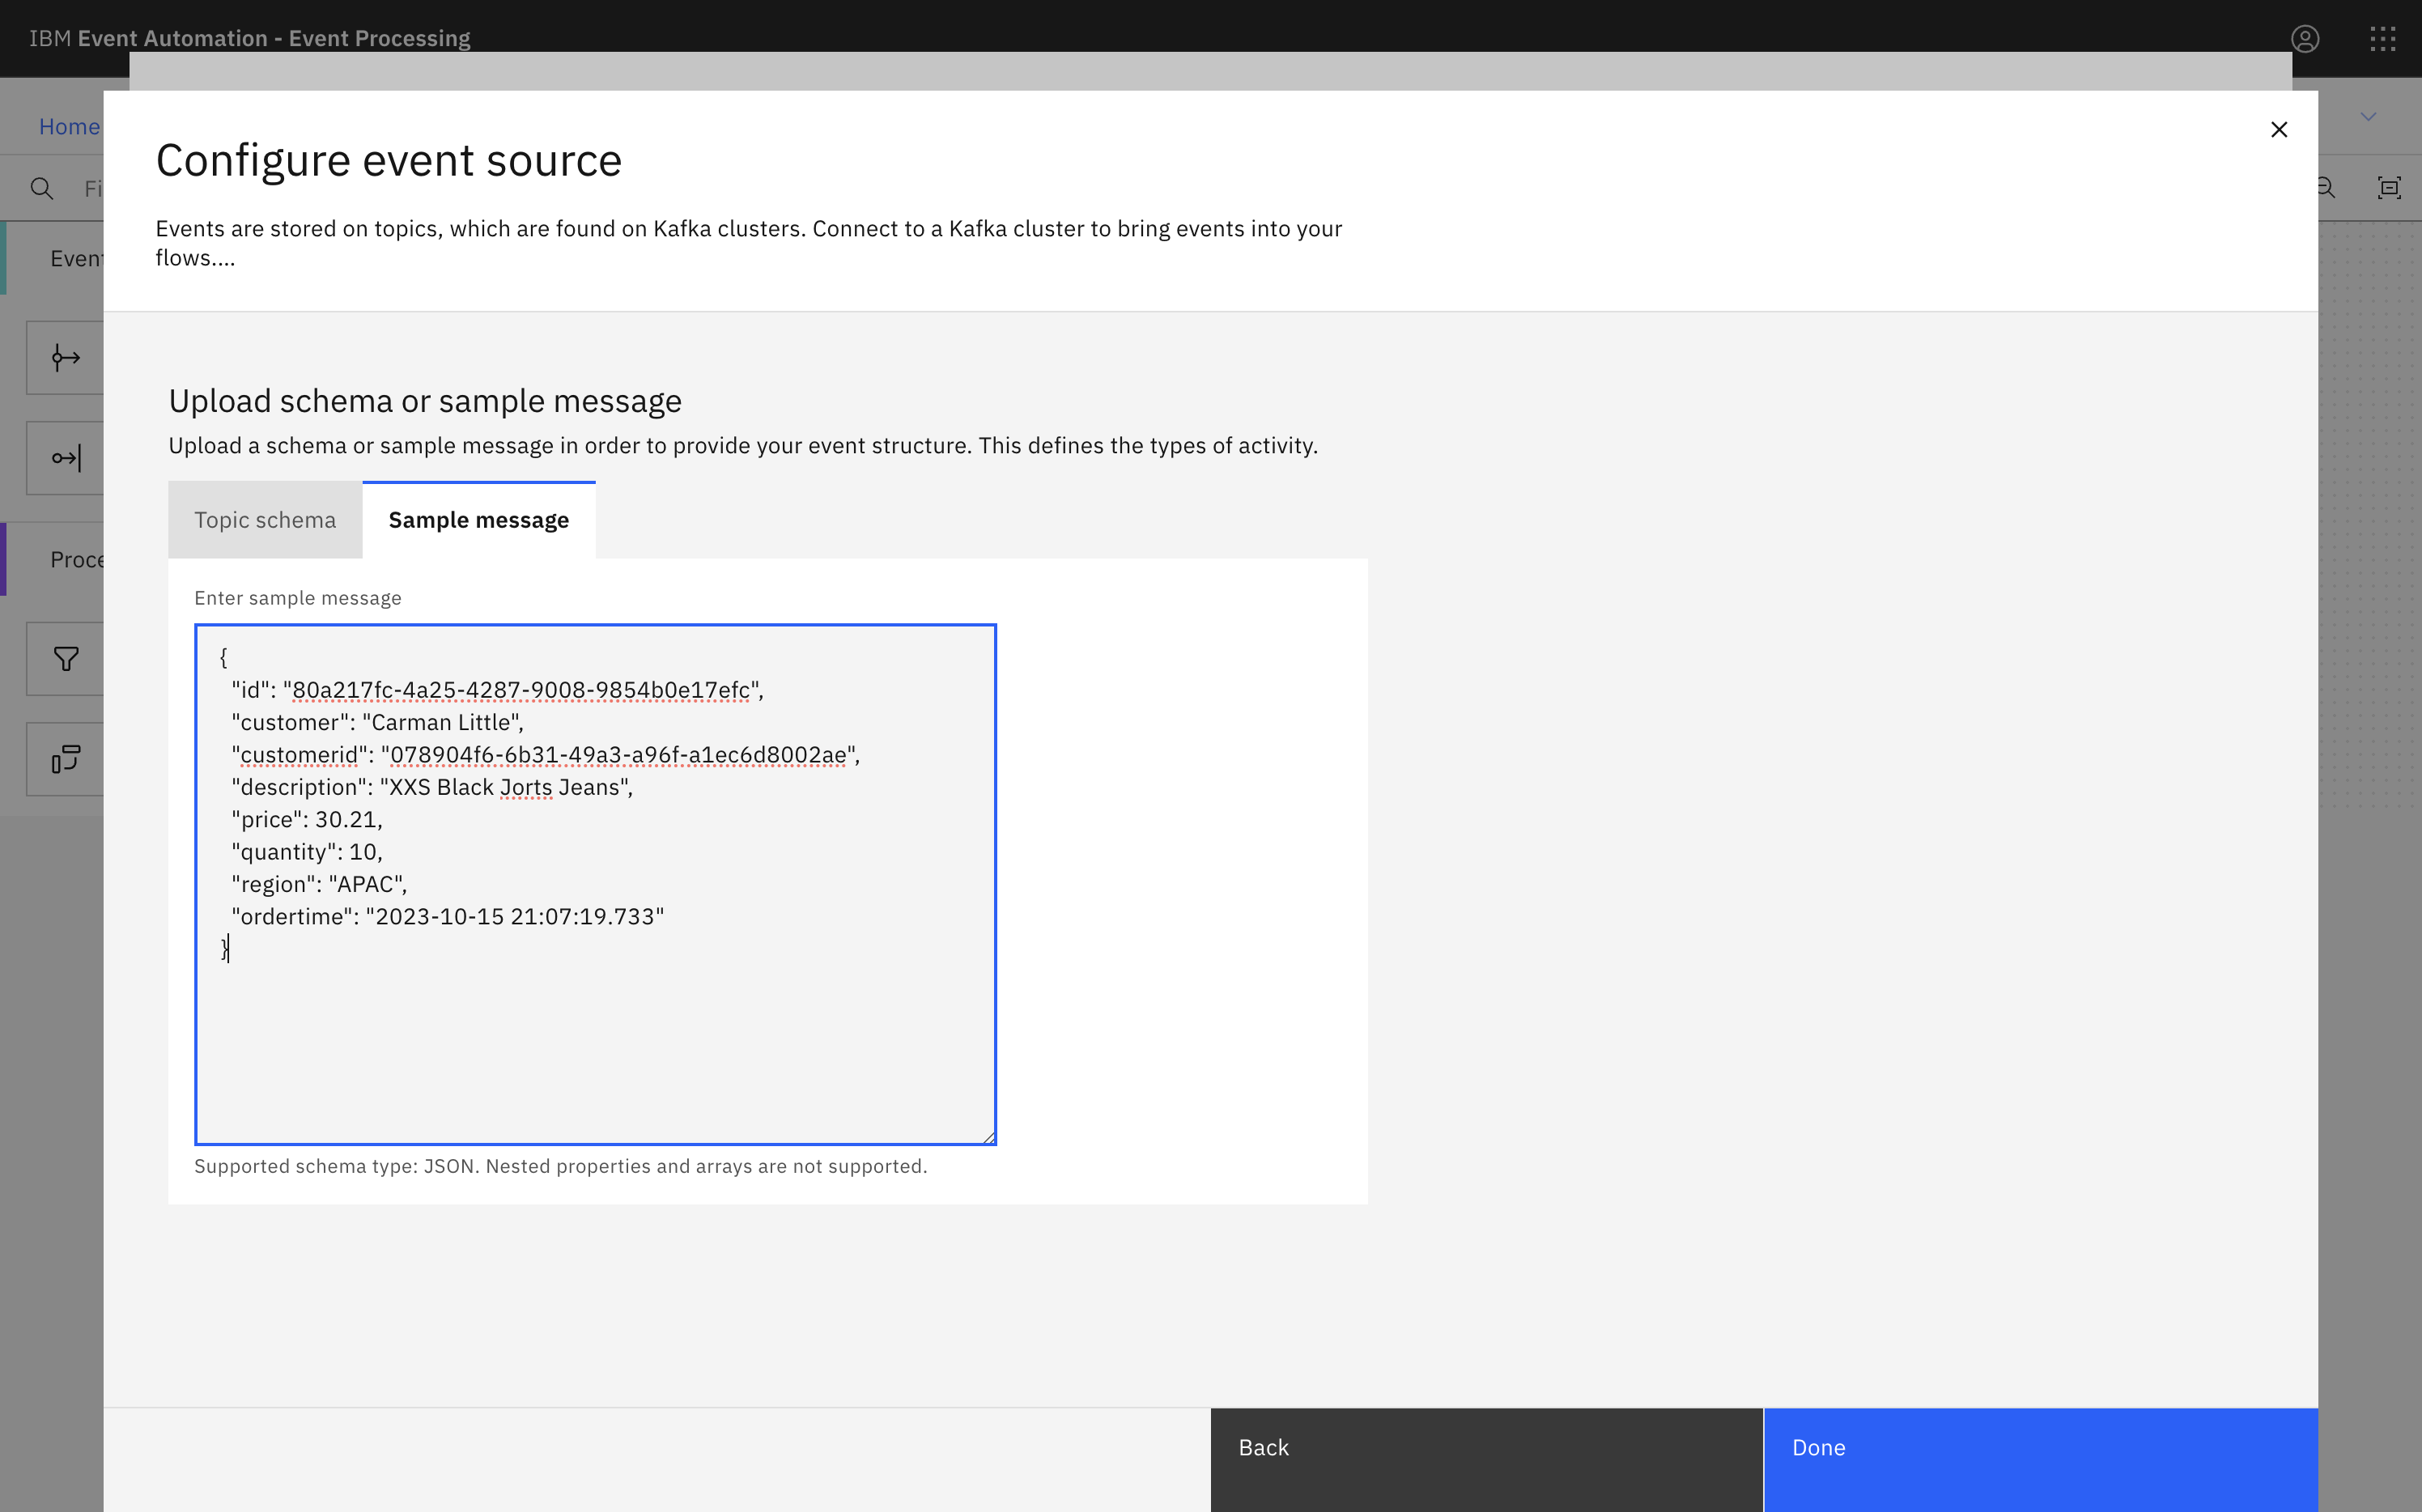 IBM Event Automation - Event Processing
Home
Fi
Configure event source
Events are stored on topics, which are found on Kafka clusters. Connect to a Kafka cluster to bring events into your
flows....
Even
Proce
Upload schema or sample message
Upload a schema or sample message in order to provide your event structure. This defines the types of activity.
Topic schema
Sample message
Enter sample message
{
"id": "80a217fc-4a25-4287-9008-9854b0e17efc",
"customer": "Carman Little",
"customerid": "078904f6-6b31-49a3-a96f-a1ec6d8002ae",
"description": "XXS Black Jorts Jeans",
"price": 30.21,
"quantity": 10,
"region": "APAC",
"ordertime": "2023-10-15 21:07:19.733"
}
Supported schema type: JSON. Nested properties and arrays are not supported.
Back
Done